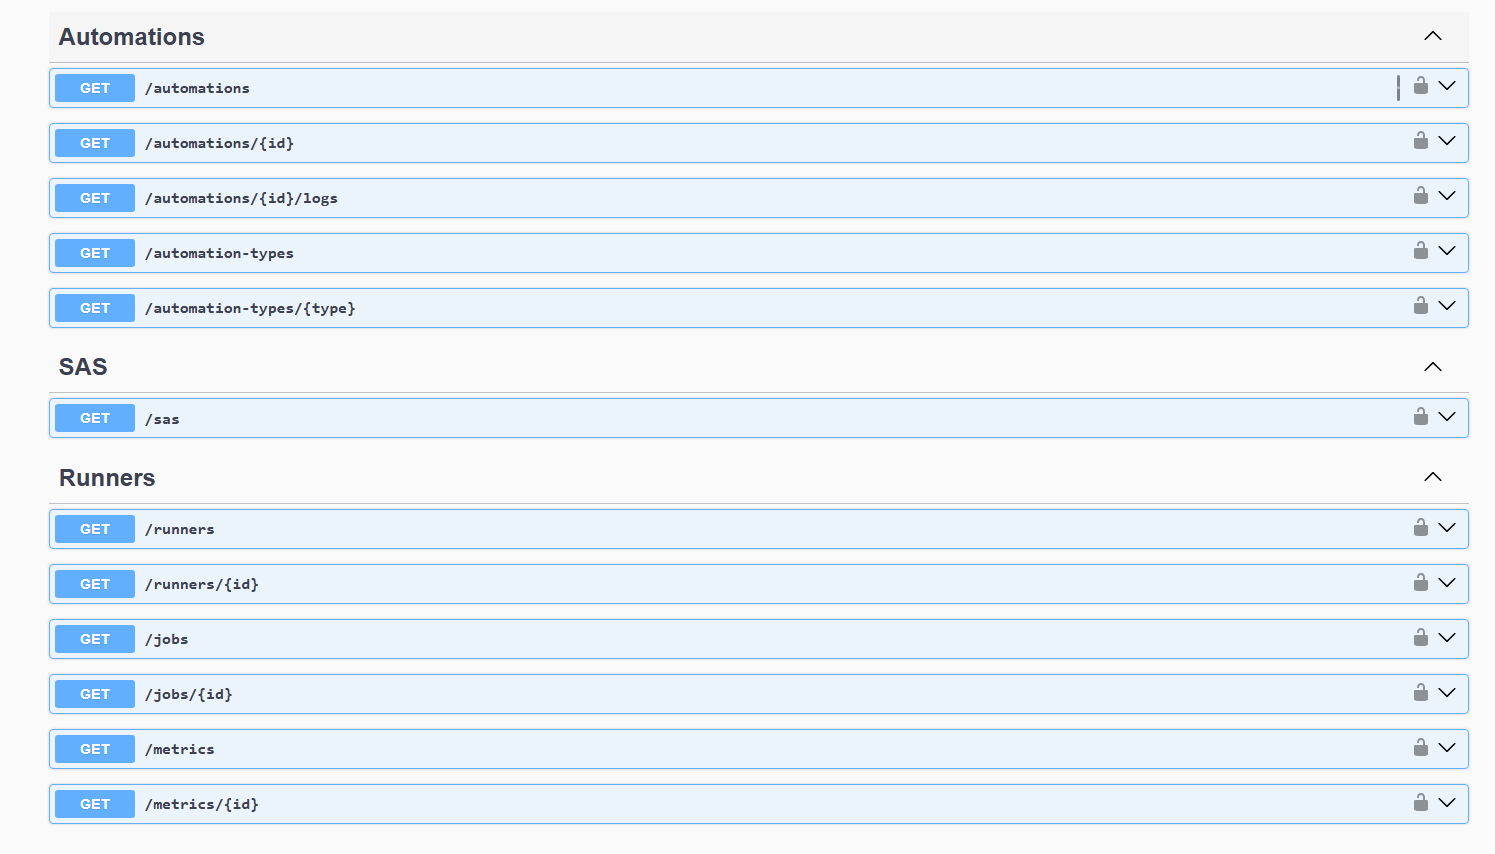 Automations
GET /automations
GET /automations/{id}
GET /automations/{id}/logs
GET /automation-types
GET /automation-types/{type}
SAS
GET /sas
Runners
GET /runners
GET /runners/{id}
GET /jobs
GET /jobs/{id}
GET /metrics
GET /metrics/{id}